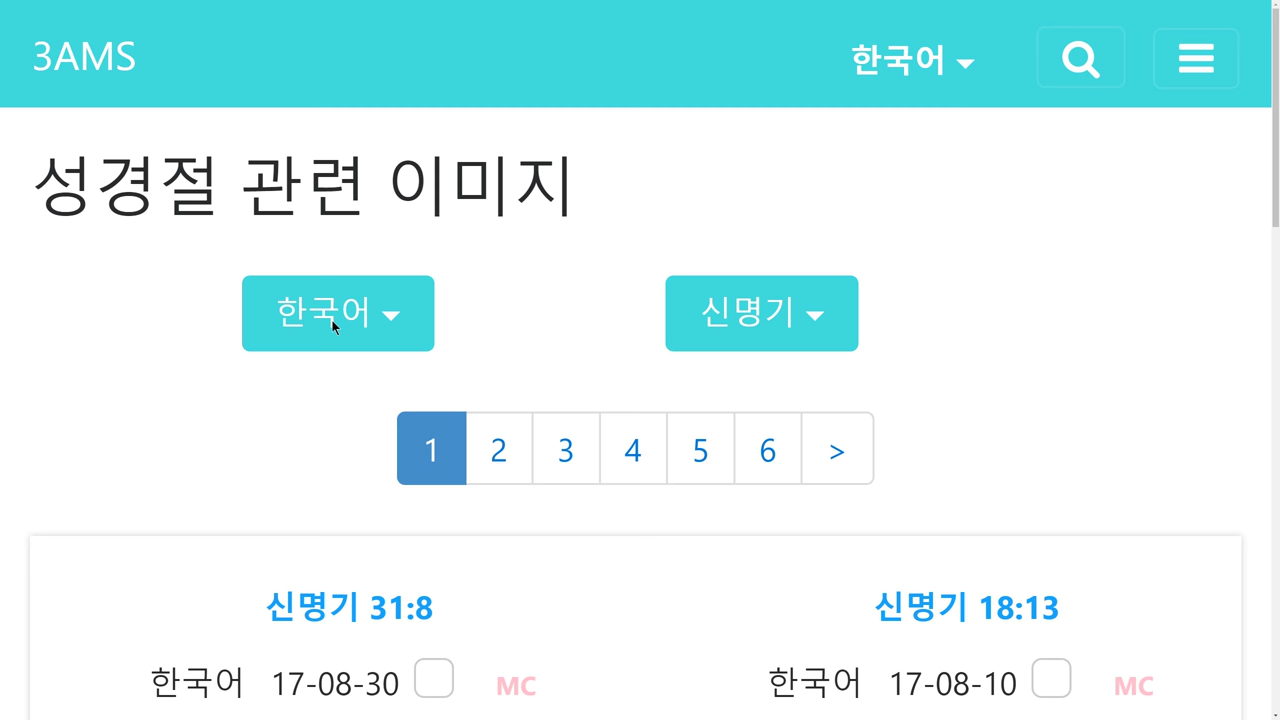 3AMS 한국어
성경절 관련 이미지
한국어 신명기
1 2 3 4 5 6 >
신명기 31:8 신명기 18:13
한국어 17-08-30 MC 한국어 17-08-10 MC